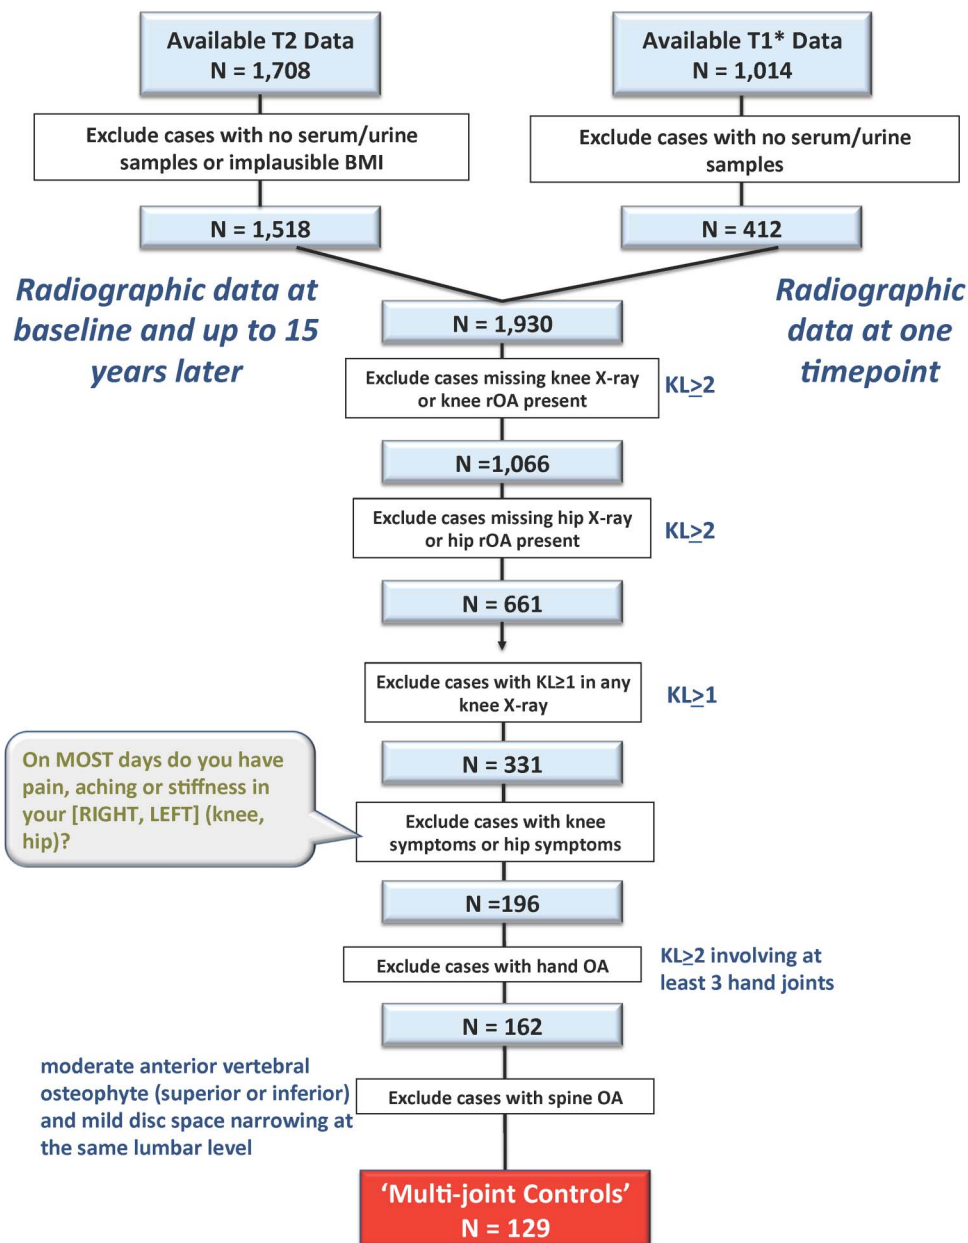 Available T2 Data
N = 1,708
Available T1* Data
N = 1,014
Exclude cases with no serum/urine
samples or implausible BMI
Exclude cases with no serum/urine
samples
N = 1,518
N = 412
Radiographic data at
baseline and up to 15
years later
Radiographic
data at one
timepoint
N = 1,930
Exclude cases missing knee X-ray
or knee rOA present
KL≥2
N =1,066
Exclude cases missing hip X-ray
or hip rOA present
KL≥2
N = 661
Exclude cases with KL≥1 in any
knee X-ray
KL≥1
N = 331
On MOST days do you have
pain, aching or stiffness in
your [RIGHT, LEFT] (knee,
hip)?
Exclude cases with knee
symptoms or hip symptoms
N =196
Exclude cases with hand OA
KL≥2 involving at
least 3 hand joints
N = 162
moderate anterior vertebral
osteophyte (superior or inferior)
and mild disc space narrowing at
the same lumbar level
Exclude cases with spine OA
‘Multi-joint Controls’
N = 129